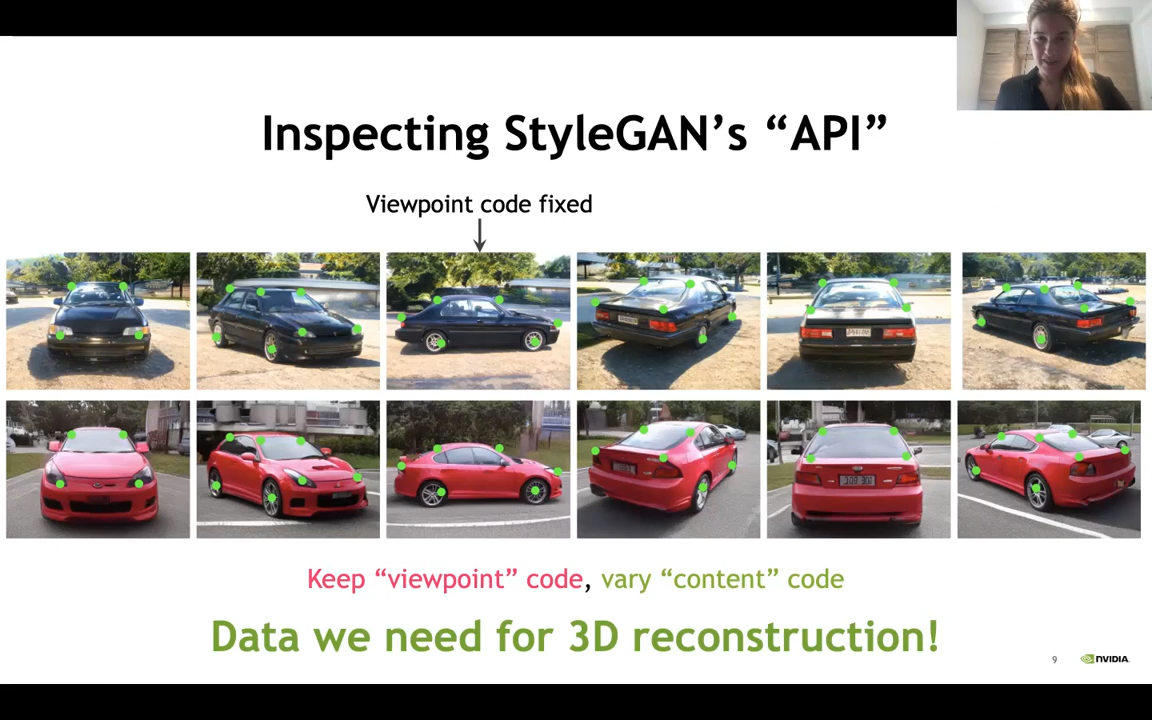 Inspecting StyleGAN's “API”
Viewpoint code fixed
Keep “viewpoint” code, vary “content” code
Data we need for 3D reconstruction!
9
NVIDIA.